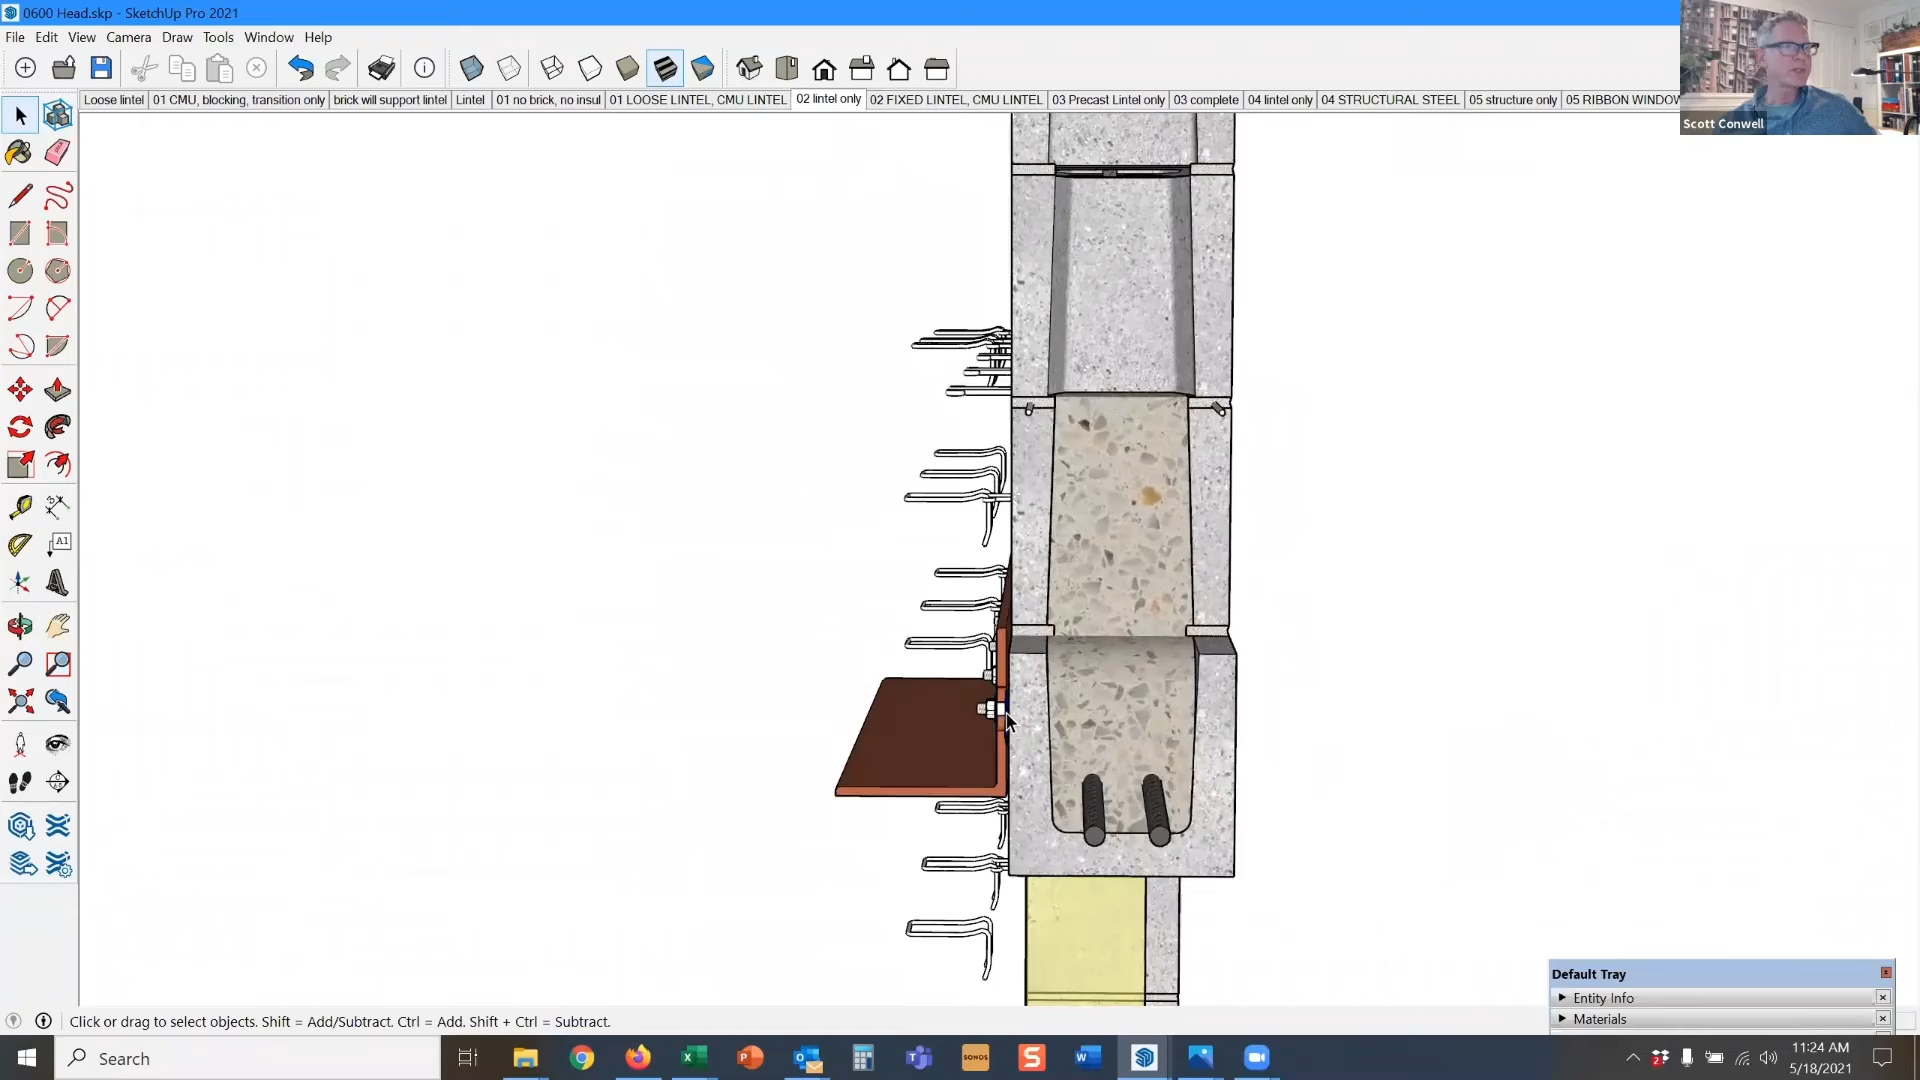 0600 Head.skp - SketchUp Pro 2021
File Edit View Camera Draw Tools Window Help
Loose lintel 01 CMU, blocking, transition only brick will support lintel Lintel 01 no brick, no insul 01 LOOSE LINTEL, CMU LINTEL 02 lintel only 02 FIXED LINTEL, CMU LINTEL 03 Precast Lintel only 03 complete 04 lintel only 04 STRUCTURAL STEEL 05 structure only 05 RIBBON WINDOW
Scott Conwell
A1
Default Tray
Entity Info
Materials
Click or drag to select objects. Shift = Add/Subtract. Ctrl = Add. Shift + Ctrl = Subtract.
Search
SONOS
11:24 AM
5/18/2021